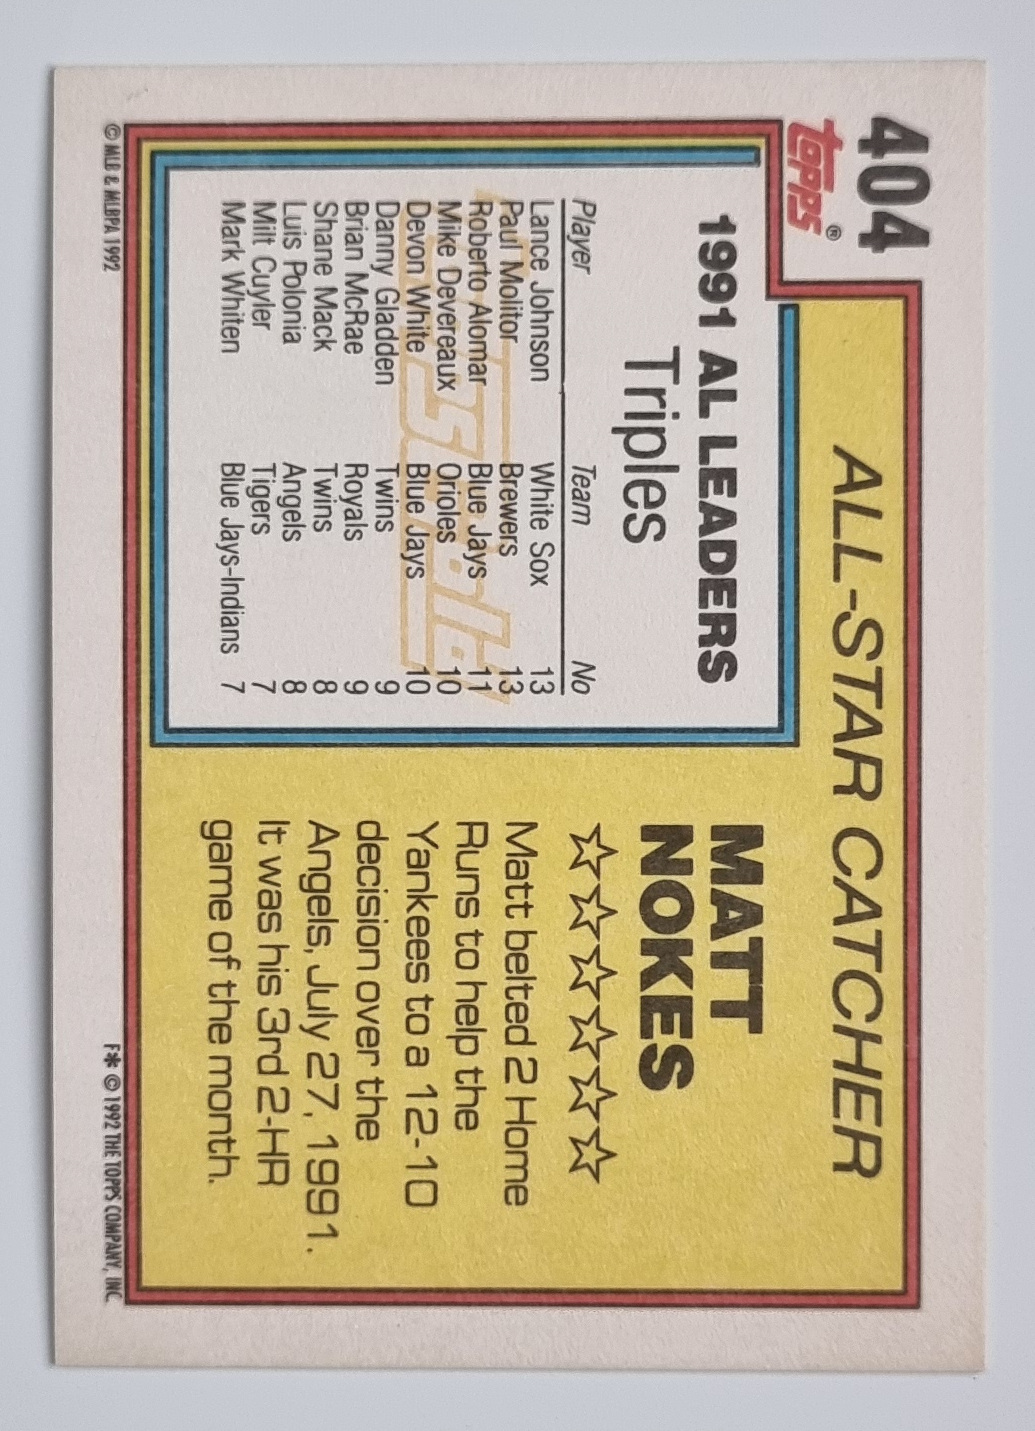 404
topps®
ALL-STAR CATCHER
1991 AL LEADERS
Triples
Player Team No
Lance Johnson White Sox 13
Paul Molitor Brewers 13
Roberto Alomar Blue Jays 11
Mike Devereaux Orioles 10
Devon White Blue Jays 10
Danny Gladden Twins 9
Brian McRae Royals 9
Shane Mack Twins 8
Luis Polonia Angels 8
Milt Cuyler Tigers 7
Mark Whiten Blue Jays-Indians 7
MATT
NOKES
☆☆☆☆☆☆
Matt belted 2 Home
Runs to help the
Yankees to a 12-10
decision over the
Angels, July 27, 1991.
It was his 3rd 2-HR
game of the month.
© MLB & MLBPA 1992
F* © 1992 THE TOPPS COMPANY, INC.